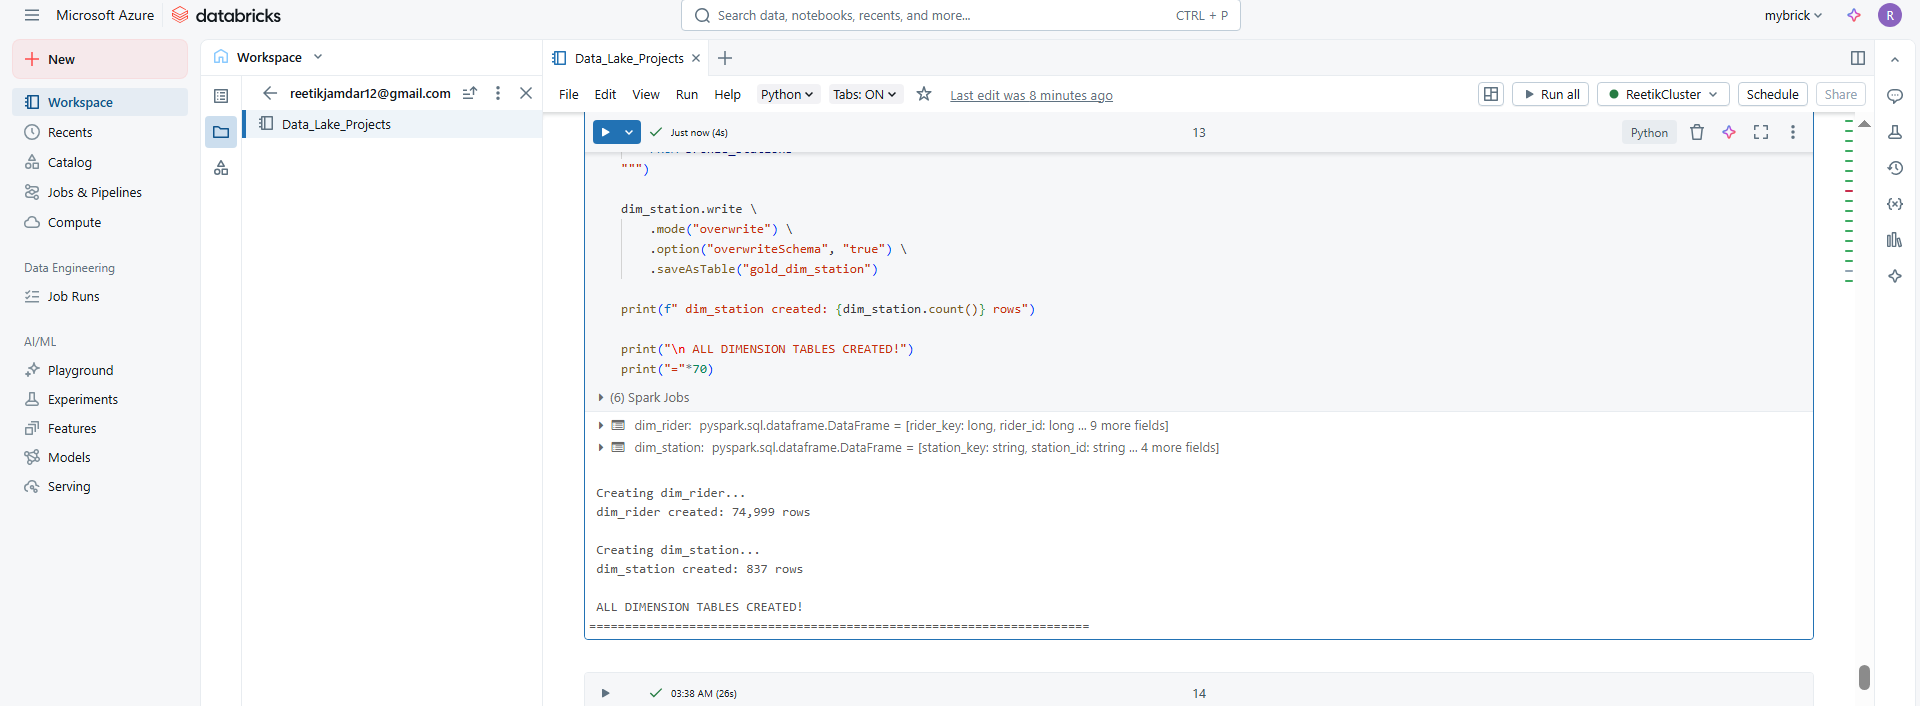 Microsoft Azure
databricks
Search data, notebooks, recents, and more...
CTRL + P
mybrick
R
New
Workspace
Recents
Catalog
Jobs & Pipelines
Compute
Data Engineering
Job Runs
AI/ML
Playground
Experiments
Features
Models
Serving
Workspace
reetikjamdar12@gmail.com
Data_Lake_Projects
Data_Lake_Projects
File Edit View Run Help Python Tabs: ON Last edit was 8 minutes ago
Run all
ReetikCluster
Schedule
Share
Just now (4s)
13
Python
""")
dim_station.write \
.mode("overwrite") \
.option("overwriteSchema", "true") \
.saveAsTable("gold_dim_station")
print(f" dim_station created: {dim_station.count()} rows")
print("\n ALL DIMENSION TABLES CREATED!")
print("="*70)
(6) Spark Jobs
dim_rider: pyspark.sql.dataframe.DataFrame = [rider_key: long, rider_id: long ... 9 more fields]
dim_station: pyspark.sql.dataframe.DataFrame = [station_key: string, station_id: string ... 4 more fields]
Creating dim_rider...
dim_rider created: 74,999 rows
Creating dim_station...
dim_station created: 837 rows
ALL DIMENSION TABLES CREATED!
======================================================================
03:38 AM (26s)
14